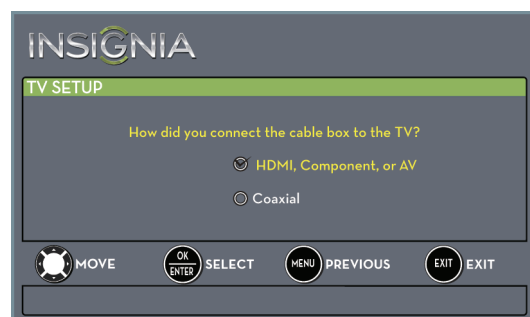 INSIGNIA
TV SETUP
How did you connect the cable box to the TV?
HDMI, Component, or AV
Coaxial
MOVE OK ENTER SELECT MENU PREVIOUS EXIT EXIT